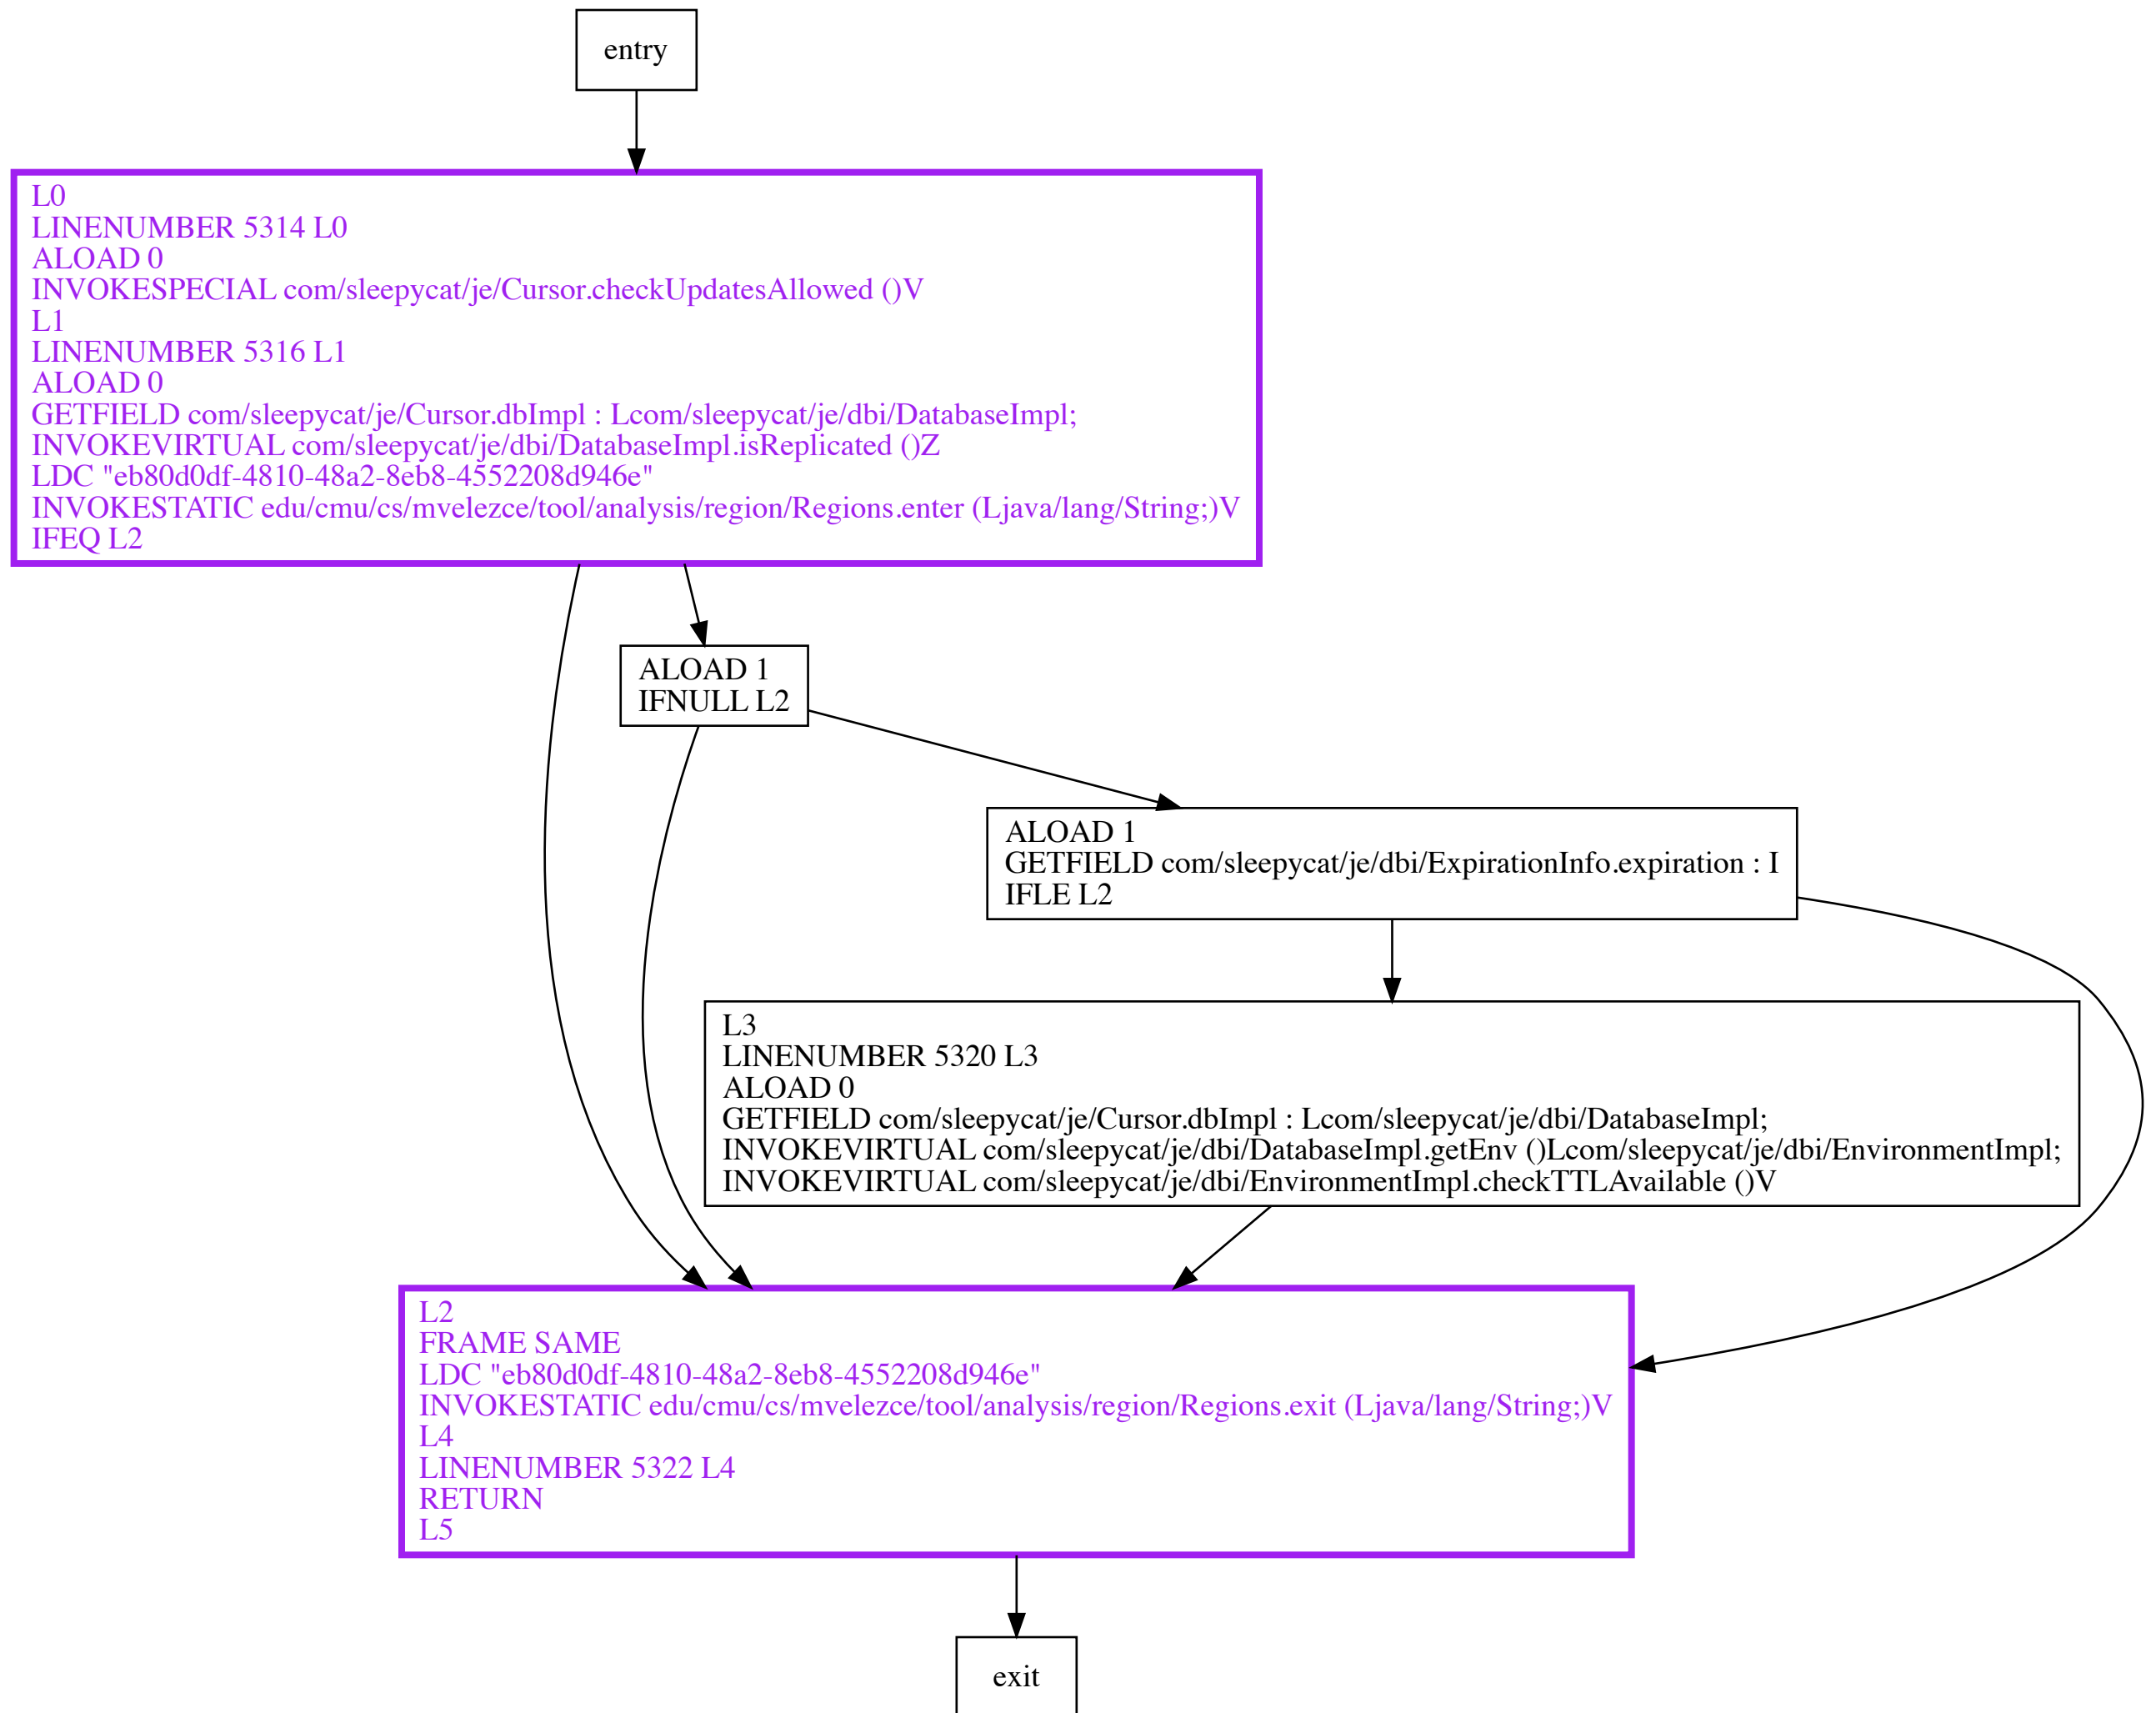 entry
L0
LINENUMBER 5314 L0
ALOAD 0
INVOKESPECIAL com/sleepycat/je/Cursor.checkUpdatesAllowed ()V
L1
LINENUMBER 5316 L1
ALOAD 0
GETFIELD com/sleepycat/je/Cursor.dbImpl : Lcom/sleepycat/je/dbi/DatabaseImpl;
INVOKEVIRTUAL com/sleepycat/je/dbi/DatabaseImpl.isReplicated ()Z
LDC "eb80d0df-4810-48a2-8eb8-4552208d946e"
INVOKESTATIC edu/cmu/cs/mvelezce/tool/analysis/region/Regions.enter (Ljava/lang/String;)V
IFEQ L2
ALOAD 1
IFNULL L2
ALOAD 1
GETFIELD com/sleepycat/je/dbi/ExpirationInfo.expiration : I
IFLE L2
L3
LINENUMBER 5320 L3
ALOAD 0
GETFIELD com/sleepycat/je/Cursor.dbImpl : Lcom/sleepycat/je/dbi/DatabaseImpl;
INVOKEVIRTUAL com/sleepycat/je/dbi/DatabaseImpl.getEnv ()Lcom/sleepycat/je/dbi/EnvironmentImpl;
INVOKEVIRTUAL com/sleepycat/je/dbi/EnvironmentImpl.checkTTLAvailable ()V
L2
FRAME SAME
LDC "eb80d0df-4810-48a2-8eb8-4552208d946e"
INVOKESTATIC edu/cmu/cs/mvelezce/tool/analysis/region/Regions.exit (Ljava/lang/String;)V
L4
LINENUMBER 5322 L4
RETURN
L5
exit